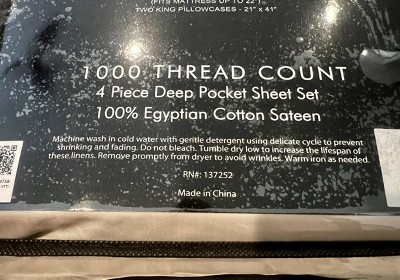 (FITS MATTRESS UP TO 22")
TWO KING PILLOWCASES - 21" x 41"
1000 THREAD COUNT
4 Piece Deep Pocket Sheet Set
100% Egyptian Cotton Sateen
Machine wash in cold water with gentle detergent using delicate cycle to prevent
shrinking and fading. Do not bleach. Tumble dry low to increase the lifespan of
these linens. Remove promptly from dryer to avoid wrinkles. Warm iron as needed.
RN#: 137252
Made in China